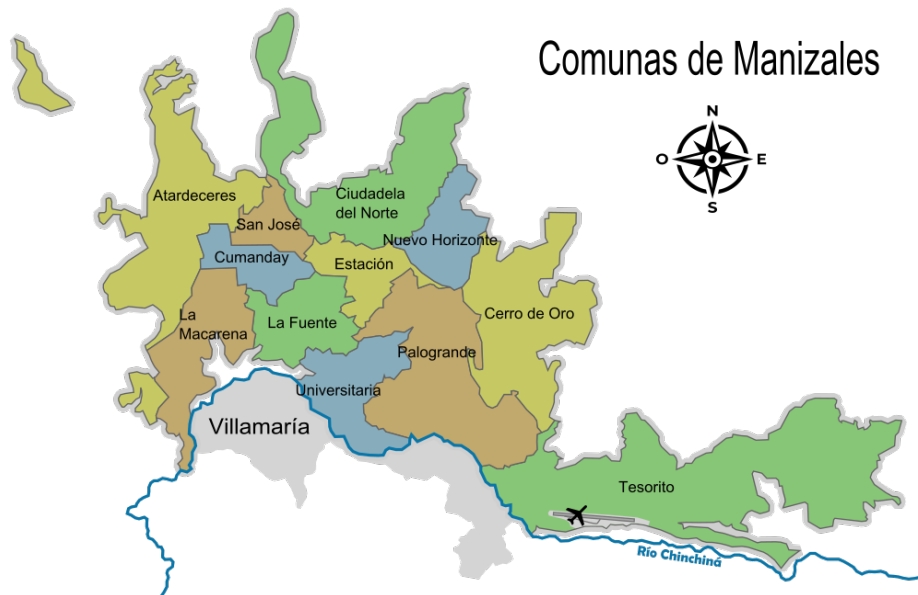 Comunas de Manizales
N
O
E
S
Atardeceres
Ciudadela
del Norte
San José
Nuevo Horizonte
Cumanday
Estación
La
Macarena
La Fuente
Cerro de Oro
Palogrande
Universitaria
Villamaría
Tesorito
Río Chinchiná